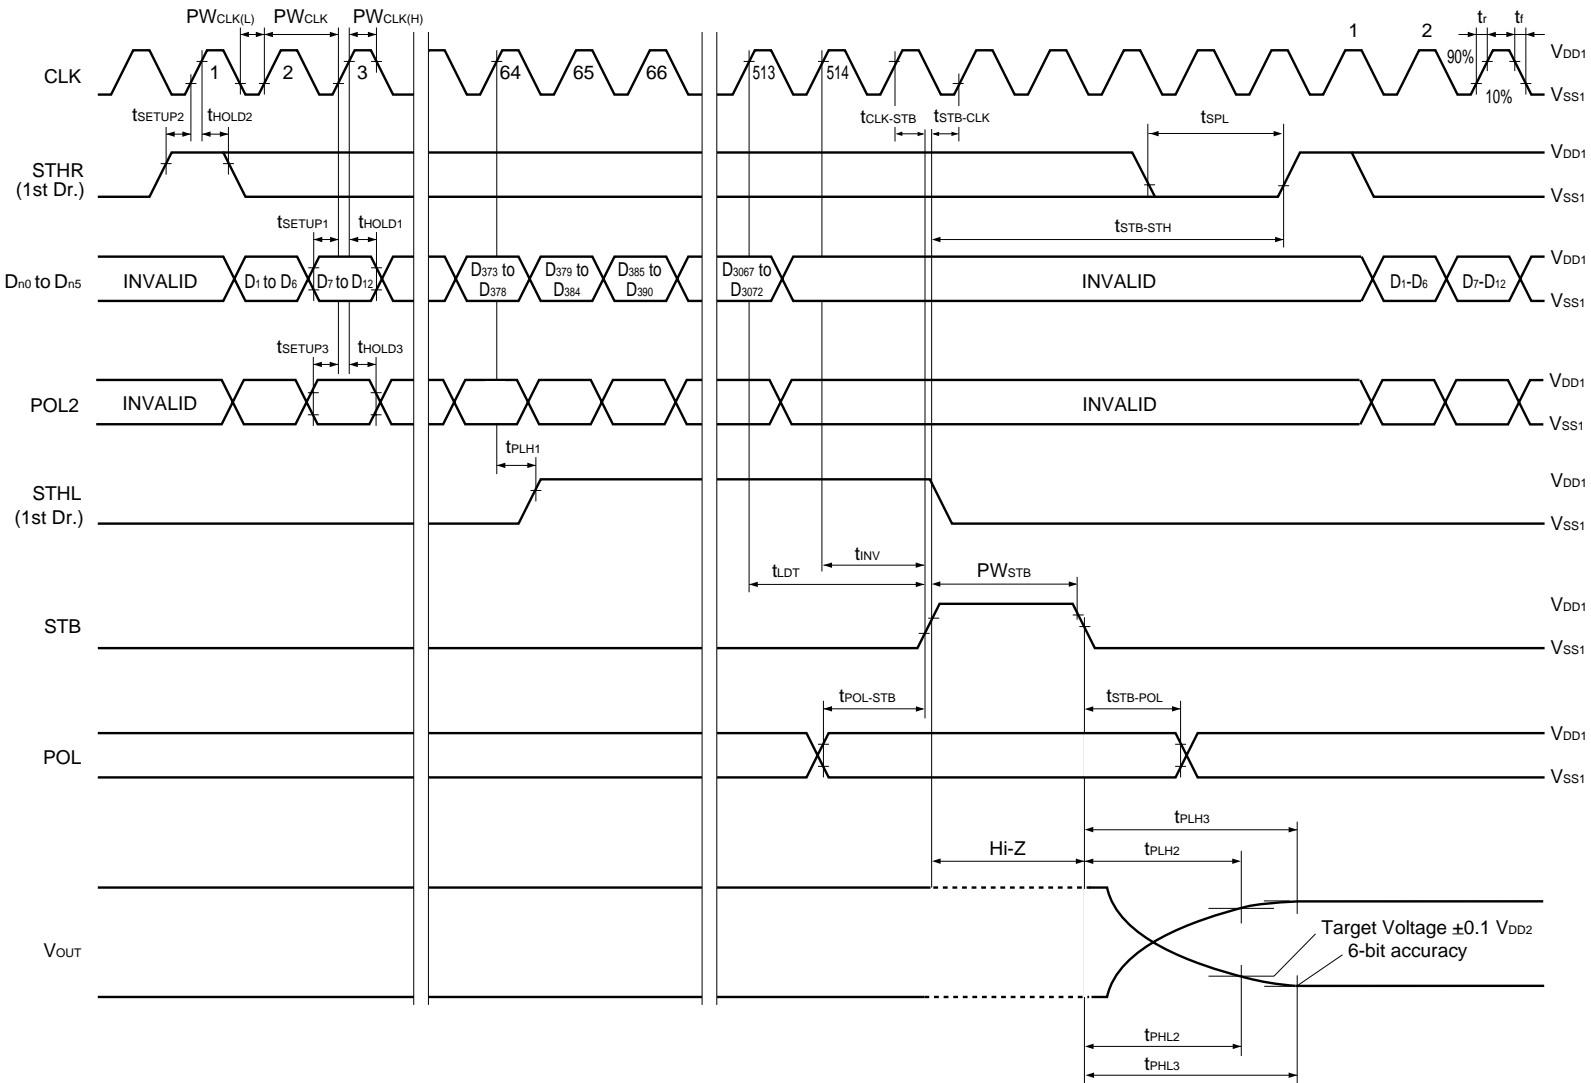 PWCLK(L) PWCLK PWCLK(H) tr tf
CLK 1 2 3 64 65 66 513 514 1 2 90% 10% VDD1
VSS1
tSETUP2 tHOLD2 tCLK-STB tSTB-CLK tSPL
STHR
(1st Dr.)
VDD1
VSS1
tSETUP1 tHOLD1 tSTB-STH
Dn0 to Dn5 INVALID D1 to D6 D7 to D12 D373 to D378 D379 to D384 D385 to D390 D3067 to D3072 INVALID D1-D6 D7-D12
VDD1
VSS1
tSETUP3 tHOLD3
POL2 INVALID INVALID
VDD1
VSS1
tPLH1
STHL
(1st Dr.)
VDD1
VSS1
tINV
tLDT PWSTB
STB
VDD1
VSS1
tPOL-STB tSTB-POL
POL
VDD1
VSS1
tPLH3
Hi-Z tPLH2
VOUT
Target Voltage ±0.1 VDD2
6-bit accuracy
tPHL2
tPHL3